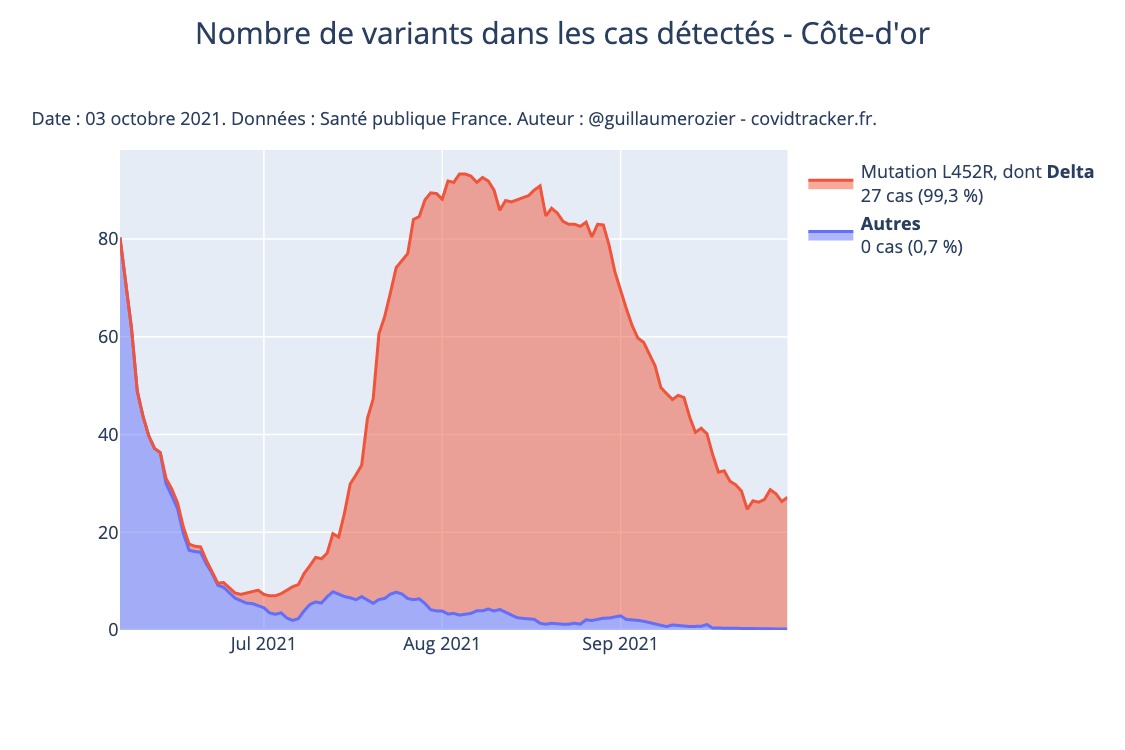 Nombre de variants dans les cas détectés - Côte-d'or
Date : 03 octobre 2021. Données : Santé publique France. Auteur : @guillaumerozier - covidtracker.fr.
Mutation L452R, dont Delta
27 cas (99,3 %)
Autres
0 cas (0,7 %)
80
60
40
20
0
Jul 2021
Aug 2021
Sep 2021